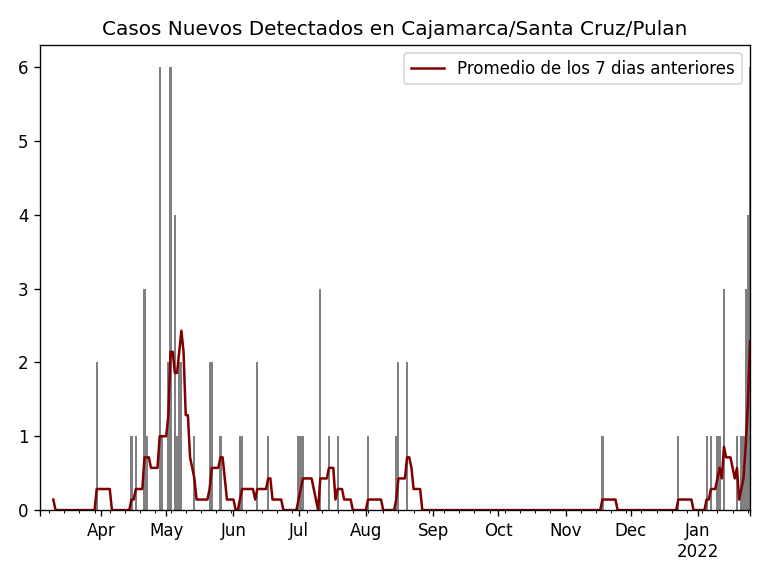 Casos Nuevos Detectados en Cajamarca/Santa Cruz/Pulan
Promedio de los 7 dias anteriores
6
5
4
3
2
1
0
Apr May Jun Jul Aug Sep Oct Nov Dec Jan
2022